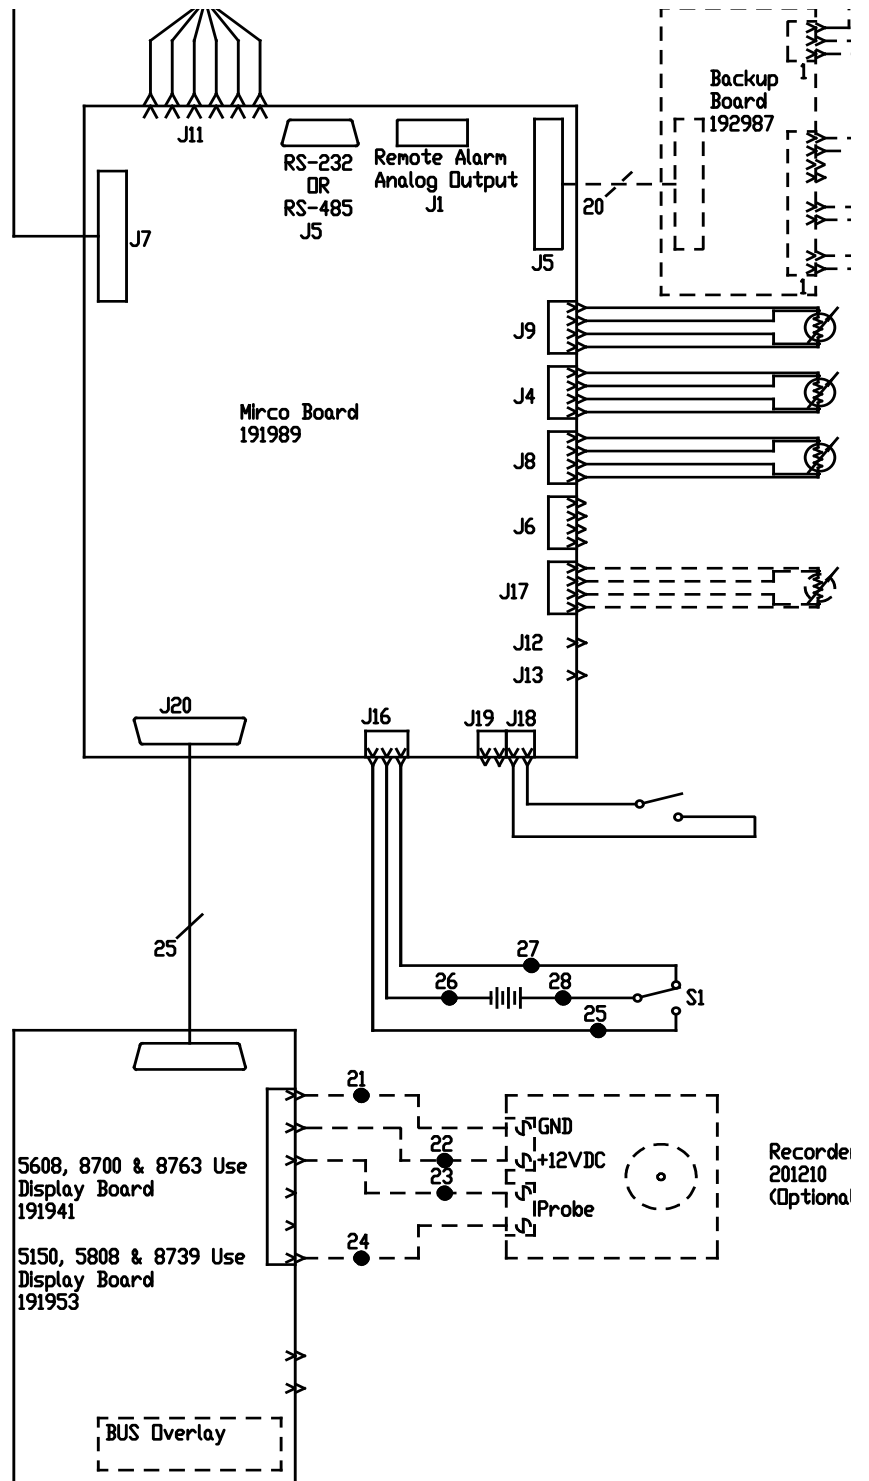 J11
RS-232
OR
RS-485
J5
Remote Alarm
Analog Output
J1
J7
J5
20
Backup
Board
192987
1
1
J9
J4
J8
J6
J17
J12
J13
Mirco Board
191989
J20
J16
J19
J18
25
27
26
28
S1
25
21
22
23
24
GND
+12VDC
Probe
Recorde
201210
(Optiona
5608, 8700 & 8763 Use
Display Board
191941
5150, 5808 & 8739 Use
Display Board
191953
BUS Overlay